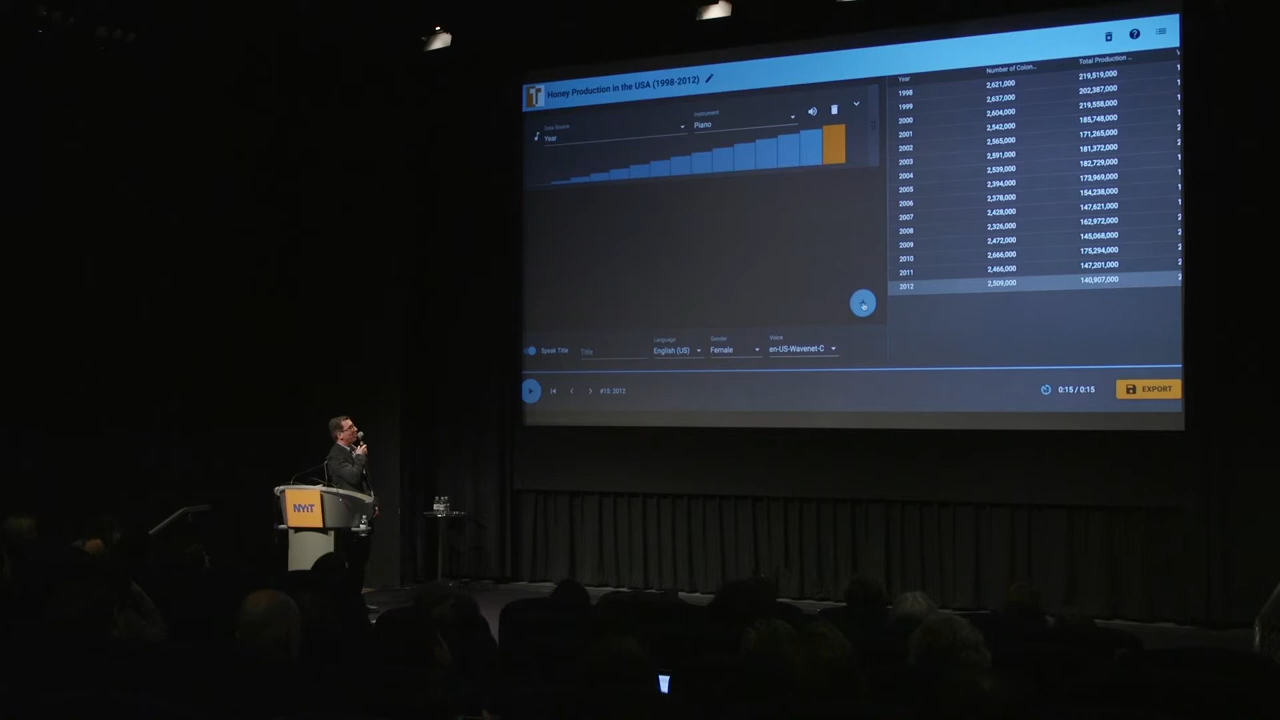 Honey Production in the USA (1998-2012)
Data Source
Year
Instrument
Piano
Year Number of Colon... Total Production ...
1998 2,621,000 219,519,000
1999 2,637,000 202,387,000
2000 2,604,000 219,558,000
2001 2,542,000 185,748,000
2002 2,565,000 171,265,000
2003 2,591,000 181,372,000
2004 2,539,000 182,729,000
2005 2,394,000 173,969,000
2006 2,378,000 154,238,000
2007 2,428,000 147,621,000
2008 2,326,000 162,972,000
2009 2,472,000 145,068,000
2010 2,666,000 175,294,000
2011 2,466,000 147,201,000
2012 2,509,000 140,907,000
Speak Title
Title
Language
English (US)
Gender
Female
Voice
en-US-Wavenet-C
#15: 2012
0:15 / 0:15
EXPORT
NYIT